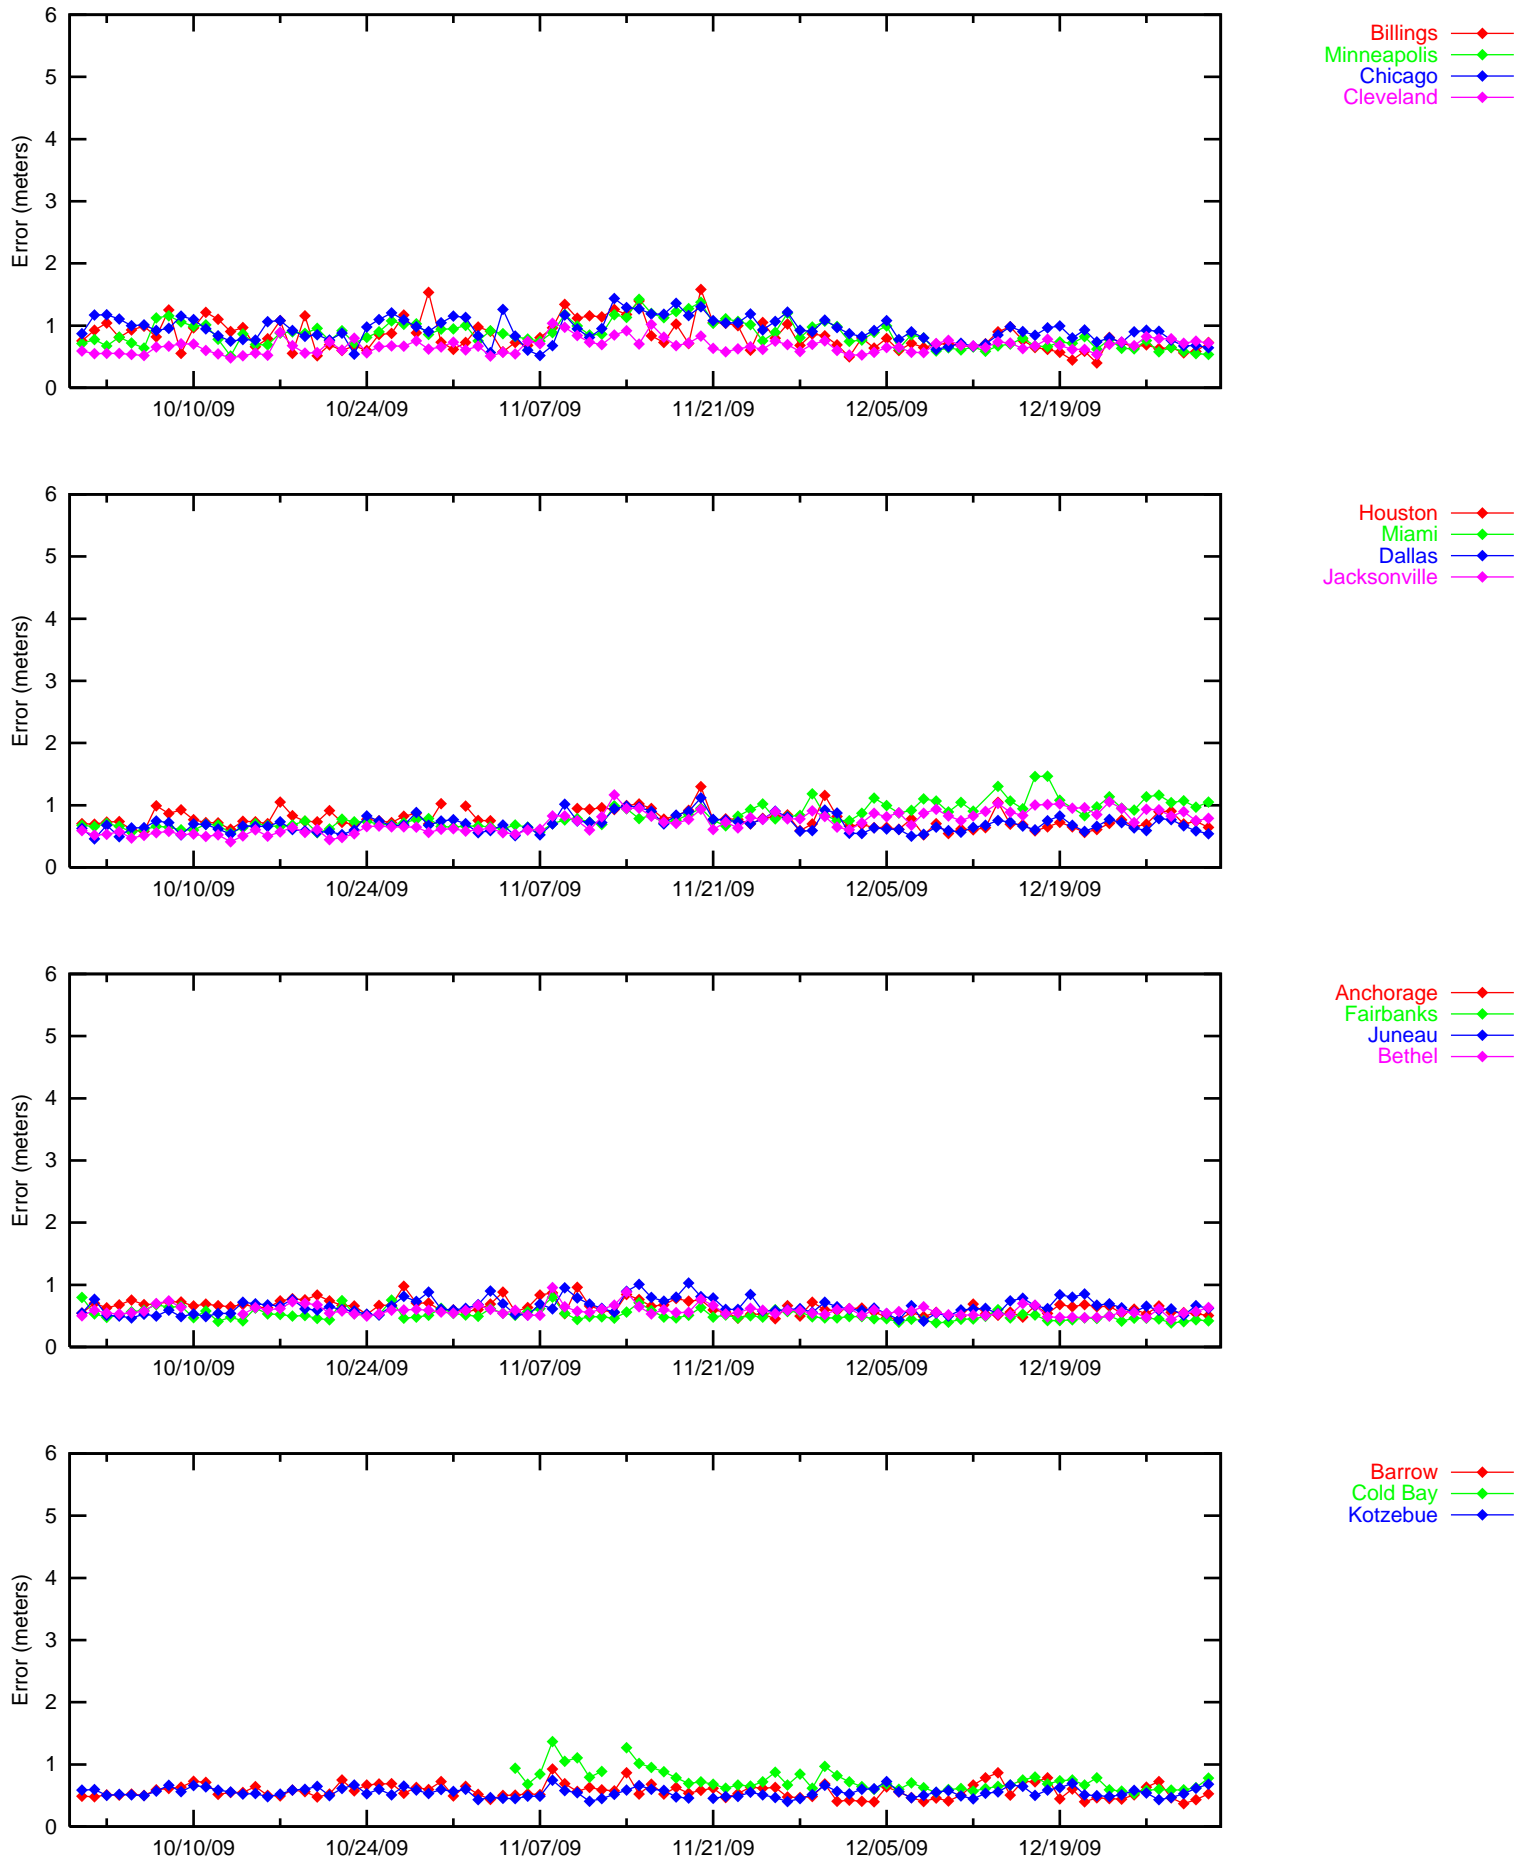 6
5
4
3
2
1
0
Error (meters)
10/10/09 10/24/09 11/07/09 11/21/09 12/05/09 12/19/09
Billings
Minneapolis
Chicago
Cleveland
6
5
4
3
2
1
0
Error (meters)
10/10/09 10/24/09 11/07/09 11/21/09 12/05/09 12/19/09
Houston
Miami
Dallas
Jacksonville
6
5
4
3
2
1
0
Error (meters)
10/10/09 10/24/09 11/07/09 11/21/09 12/05/09 12/19/09
Anchorage
Fairbanks
Juneau
Bethel
6
5
4
3
2
1
0
Error (meters)
10/10/09 10/24/09 11/07/09 11/21/09 12/05/09 12/19/09
Barrow
Cold Bay
Kotzebue